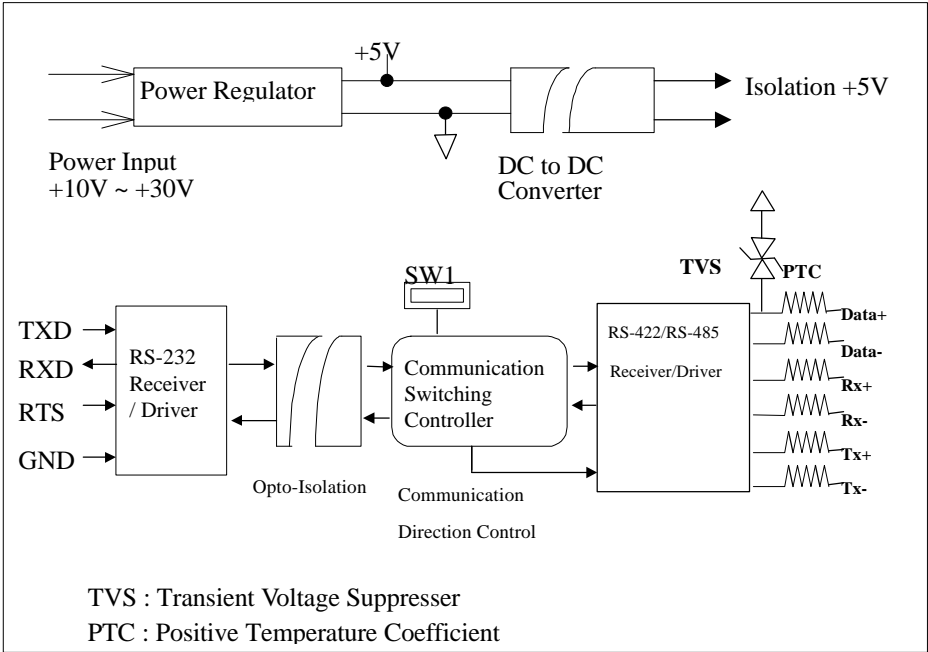 +5V
Power Regulator
Isolation +5V
Power Input
+10V ~ +30V
DC to DC
Converter
TVS
PTC
SW1
TXD
RXD
RTS
GND
RS-232
Receiver
/ Driver
Opto-Isolation
Communication
Switching
Controller
Communication
Direction Control
RS-422/RS-485
Receiver/Driver
Data+
Data-
Rx+
Rx-
Tx+
Tx-
TVS : Transient Voltage Suppresser
PTC : Positive Temperature Coefficient